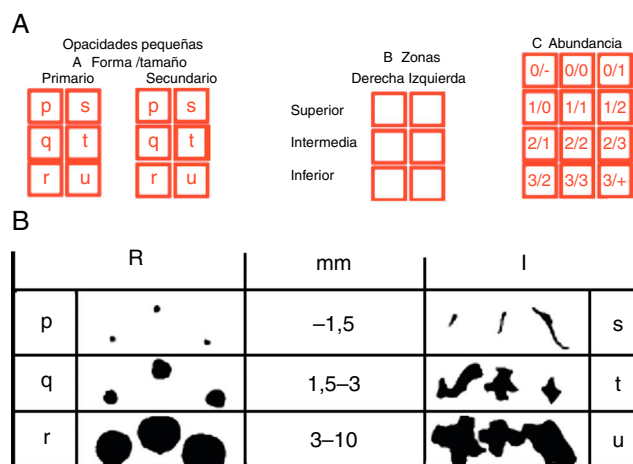 A
Opacidades pequeñas
A Forma /tamaño
Primario Secundario
p s p s
q t q t
r u r u
B Zonas
Derecha Izquierda
Superior
Intermedia
Inferior
C Abundancia
0/- 0/0 0/1
1/0 1/1 1/2
2/1 2/2 2/3
3/2 3/3 3/+
B
R mm I
p –1,5 s
q 1,5–3 t
r 3–10 u